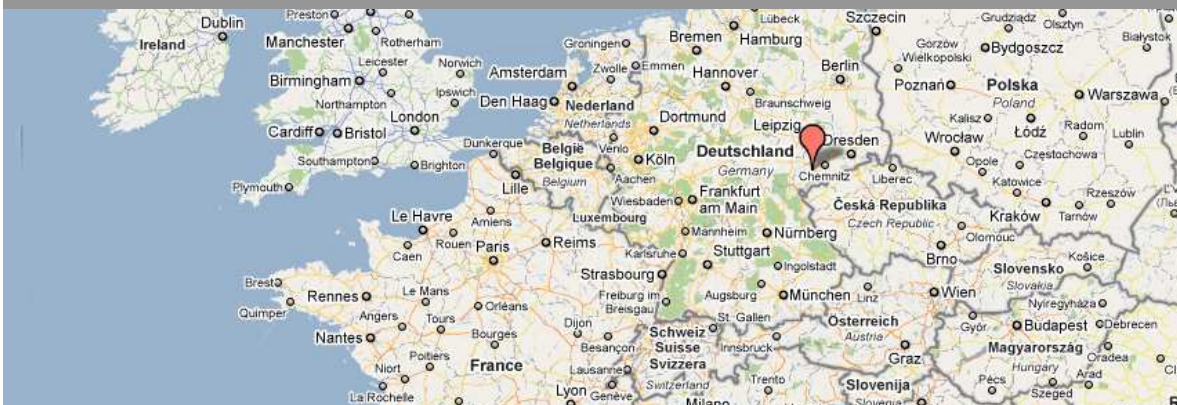 Dublin
Ireland
Preston
Manchester
Rotherham
Leicester
Norwich
Birmingham
Ipswich
Northampton
London
Cardiff
Bristol
Southampton
Brighton
Plymouth
Groningen
Emmen
Zwolle
Amsterdam
Den Haag
Nederland
Netherlands
Dunkerque
België
Belgique
Belgium
Venlo
Lille
Aachen
Luxembourg
Lübeck
Bremen
Hamburg
Hannover
Berlin
Braunschweig
Dortmund
Leipzig
Köln
Deutschland
Germany
Dresden
Chemnitz
Wiesbaden
Frankfurt
am Main
Mannheim
Nürnberg
Karlsruhe
Stuttgart
Ingolstadt
Strasbourg
Freiburg im
Breisgau
Augsburg
München
Szczecin
Grudziądz
Olsztyn
Białystok
Bydgoszcz
Gorzów
Wielkopolski
Poznań
Polska
Poland
Warszawa
Kalisz
Łódź
Radom
Lublin
Wrocław
Opole
Częstochowa
Katowice
Kraków
Tarnów
Rzeszów
Liberec
Česká Republika
Czech Republic
Olomouc
Brno
Košice
Slovensko
Slovakia
Nyíregyháza
Le Havre
Amiens
Rouen
Caen
Paris
Reims
Brest
Quimper
Rennes
Le Mans
Orléans
Angers
Tours
Bourges
Dijon
Nantes
Besançon
Poitiers
Niort
France
La Rochelle
Lyon
Lausanne
Genève
Schweiz
Suisse
Svizzera
Switzerland
St. Gallen
Innsbruck
Trento
Milano
Linz
Wien
Österreich
Austria
Graz
Slovenija
Slovenia
Győr
Budapest
Debrecen
Magyarország
Hungary
Oradea
Pécs
Szeged
Arad